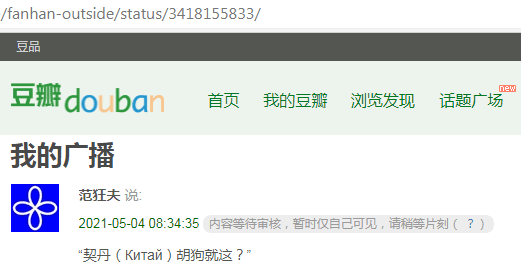 /fanhan-outside/status/3418155833/
豆品
豆瓣 douban 首页 我的豆瓣 浏览发现 话题广场 new
我的广播
范狂夫 说:
2021-05-04 08:34:35 内容等待审核，暂时仅自己可见，请稍等片刻（ ? ）
“契丹（Китай）胡狗就这？”